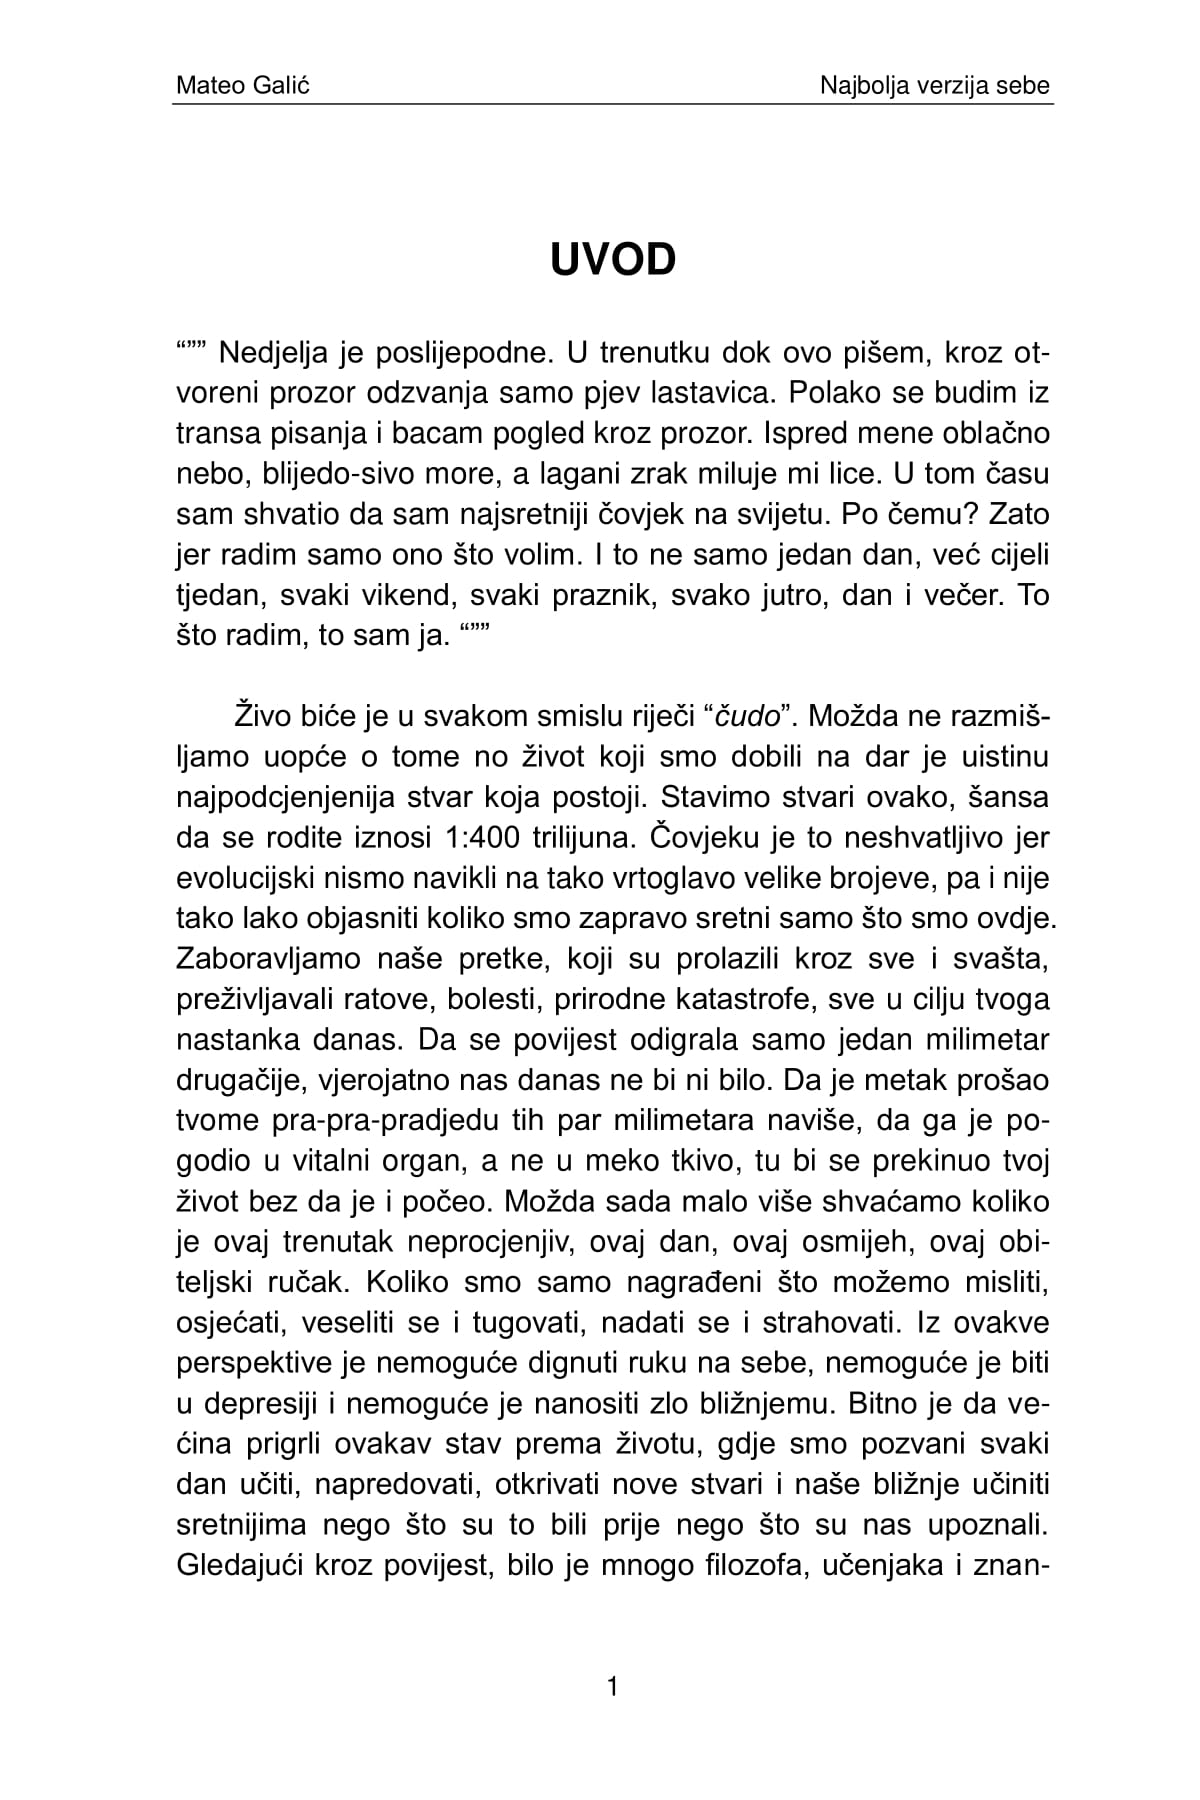 Mateo Galić Najbolja verzija sebe
UVOD
“”” Nedjelja je poslijepodne. U trenutku dok ovo pišem, kroz ot-
voreni prozor odzvanja samo pjev lastavica. Polako se budim iz
transa pisanja i bacam pogled kroz prozor. Ispred mene oblačno
nebo, blijedo-sivo more, a lagani zrak miluje mi lice. U tom času
sam shvatio da sam najsretniji čovjek na svijetu. Po čemu? Zato
jer radim samo ono što volim. I to ne samo jedan dan, već cijeli
tjedan, svaki vikend, svaki praznik, svako jutro, dan i večer. To
što radim, to sam ja. “””
Živo biće je u svakom smislu riječi “čudo”. Možda ne razmiš-
ljamo uopće o tome no život koji smo dobili na dar je uistinu
najpodcjenjenija stvar koja postoji. Stavimo stvari ovako, šansa
da se rodite iznosi 1:400 trilijuna. Čovjeku je to neshvatljivo jer
evolucijski nismo navikli na tako vrtoglavo velike brojeve, pa i nije
tako lako objasniti koliko smo zapravo sretni samo što smo ovdje.
Zaboravljamo naše pretke, koji su prolazili kroz sve i svašta,
preživljavali ratove, bolesti, prirodne katastrofe, sve u cilju tvoga
nastanka danas. Da se povijest odigrala samo jedan milimetar
drugačije, vjerojatno nas danas ne bi ni bilo. Da je metak prošao
tvome pra-pra-pradjedu tih par milimetara naviše, da ga je po-
godio u vitalni organ, a ne u meko tkivo, tu bi se prekinuo tvoj
život bez da je i počeo. Možda sada malo više shvaćamo koliko
je ovaj trenutak neprocjenjiv, ovaj dan, ovaj osmijeh, ovaj obi-
teljski ručak. Koliko smo samo nagrađeni što možemo misliti,
osjećati, veseliti se i tugovati, nadati se i strahovati. Iz ovakve
perspektive je nemoguće dignuti ruku na sebe, nemoguće je biti
u depresiji i nemoguće je nanositi zlo bližnjemu. Bitno je da ve-
ćina prigrli ovakav stav prema životu, gdje smo pozvani svaki
dan učiti, napredovati, otkrivati nove stvari i naše bližnje učiniti
sretnijima nego što su to bili prije nego što su nas upoznali.
Gledajući kroz povijest, bilo je mnogo filozofa, učenjaka i znan-
1